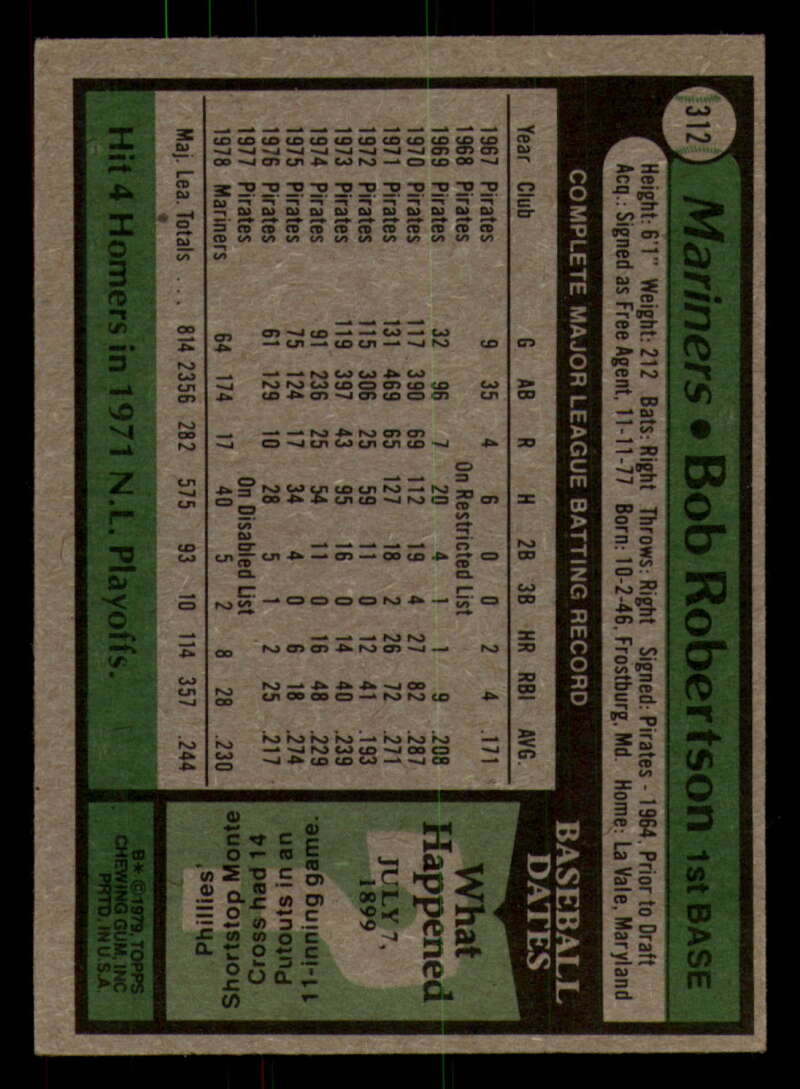 312
Mariners • Bob Robertson 1st BASE
Height: 6'1" Weight: 212 Bats: Right Throws: Right Signed: Pirates - 1964, Prior to Draft
Acq.: Signed as Free Agent, 11-11-77 Born: 10-2-46, Frostburg, Md Home: La Vale, Maryland
COMPLETE MAJOR LEAGUE BATTING RECORD
Year Club G AB R H 2B 3B HR RBI AVG.
1967 Pirates 9 35 4 6 0 0 2 4 .171
1968 Pirates On Restricted List
1969 Pirates 32 96 7 20 4 1 1 9 .208
1970 Pirates 117 390 69 112 19 4 27 82 .287
1971 Pirates 131 469 65 127 18 2 26 72 .271
1972 Pirates 115 306 25 59 11 0 12 41 .193
1973 Pirates 119 397 43 95 16 0 14 40 .239
1974 Pirates 91 236 25 54 11 0 16 48 .229
1975 Pirates 75 124 17 34 4 0 6 18 .274
1976 Pirates 61 129 10 28 5 1 2 25 .217
1977 Pirates On Disabled List
1978 Mariners 64 174 17 40 5 2 8 28 .230
Maj. Lea. Totals . . . 814 2356 282 575 93 10 114 357 .244
Hit 4 Homers in 1971 N.L. Playoffs.
BASEBALL
DATES
What
Happened
JULY 7,
1899
Phillies'
Shortstop Monte
Cross had 14
Putouts in an
11-inning game.
B* ©1979, TOPPS
CHEWING GUM, INC
PRTD. IN U.S.A.